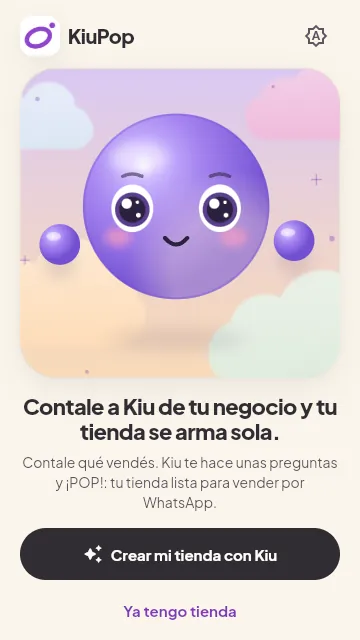 KiuPop
A
Contale a Kiu de tu negocio y tu
tienda se arma sola.
Contale qué vendés. Kiu te hace unas preguntas
y ¡POP!: tu tienda lista para vender por
WhatsApp.
Crear mi tienda con Kiu
Ya tengo tienda